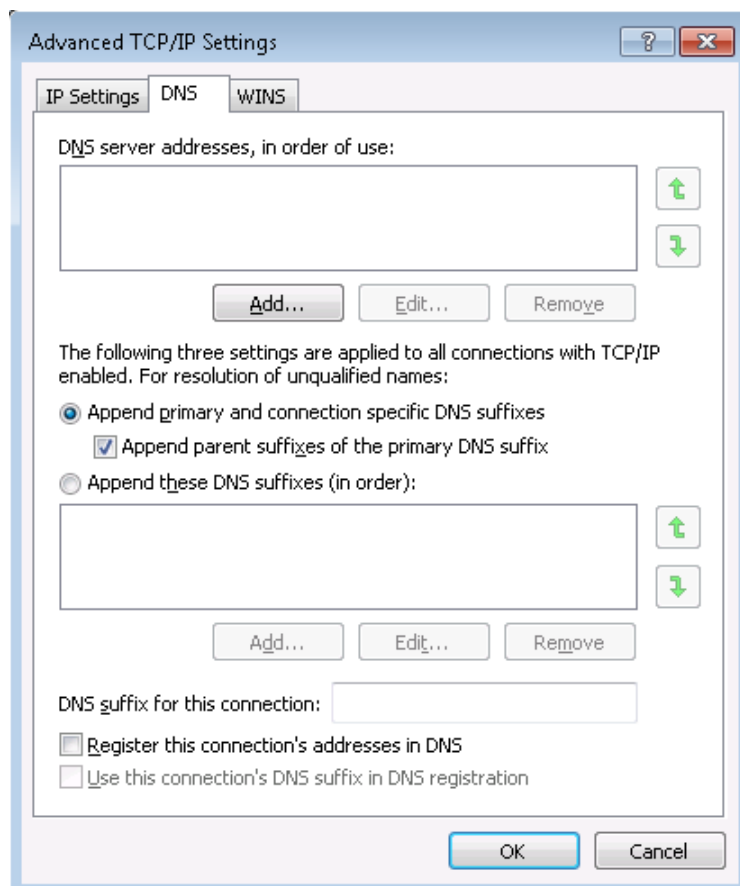 Advanced TCP/IP Settings
IP Settings DNS WINS
DNS server addresses, in order of use:
Add... Edit... Remove
The following three settings are applied to all connections with TCP/IP
enabled. For resolution of unqualified names:
Append primary and connection specific DNS suffixes
Append parent suffixes of the primary DNS suffix
Append these DNS suffixes (in order):
Add... Edit... Remove
DNS suffix for this connection:
Register this connection's addresses in DNS
Use this connection's DNS suffix in DNS registration
OK Cancel